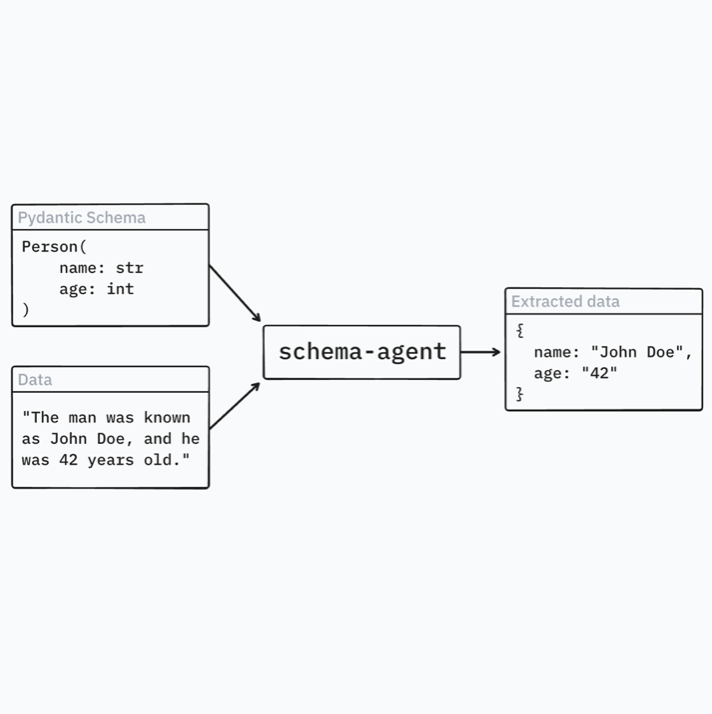 Pydantic Schema
Person(
    name: str
    age: int
)
Data
"The man was known
as John Doe, and he
was 42 years old."
schema-agent
Extracted data
{
  name: "John Doe",
  age: "42"
}